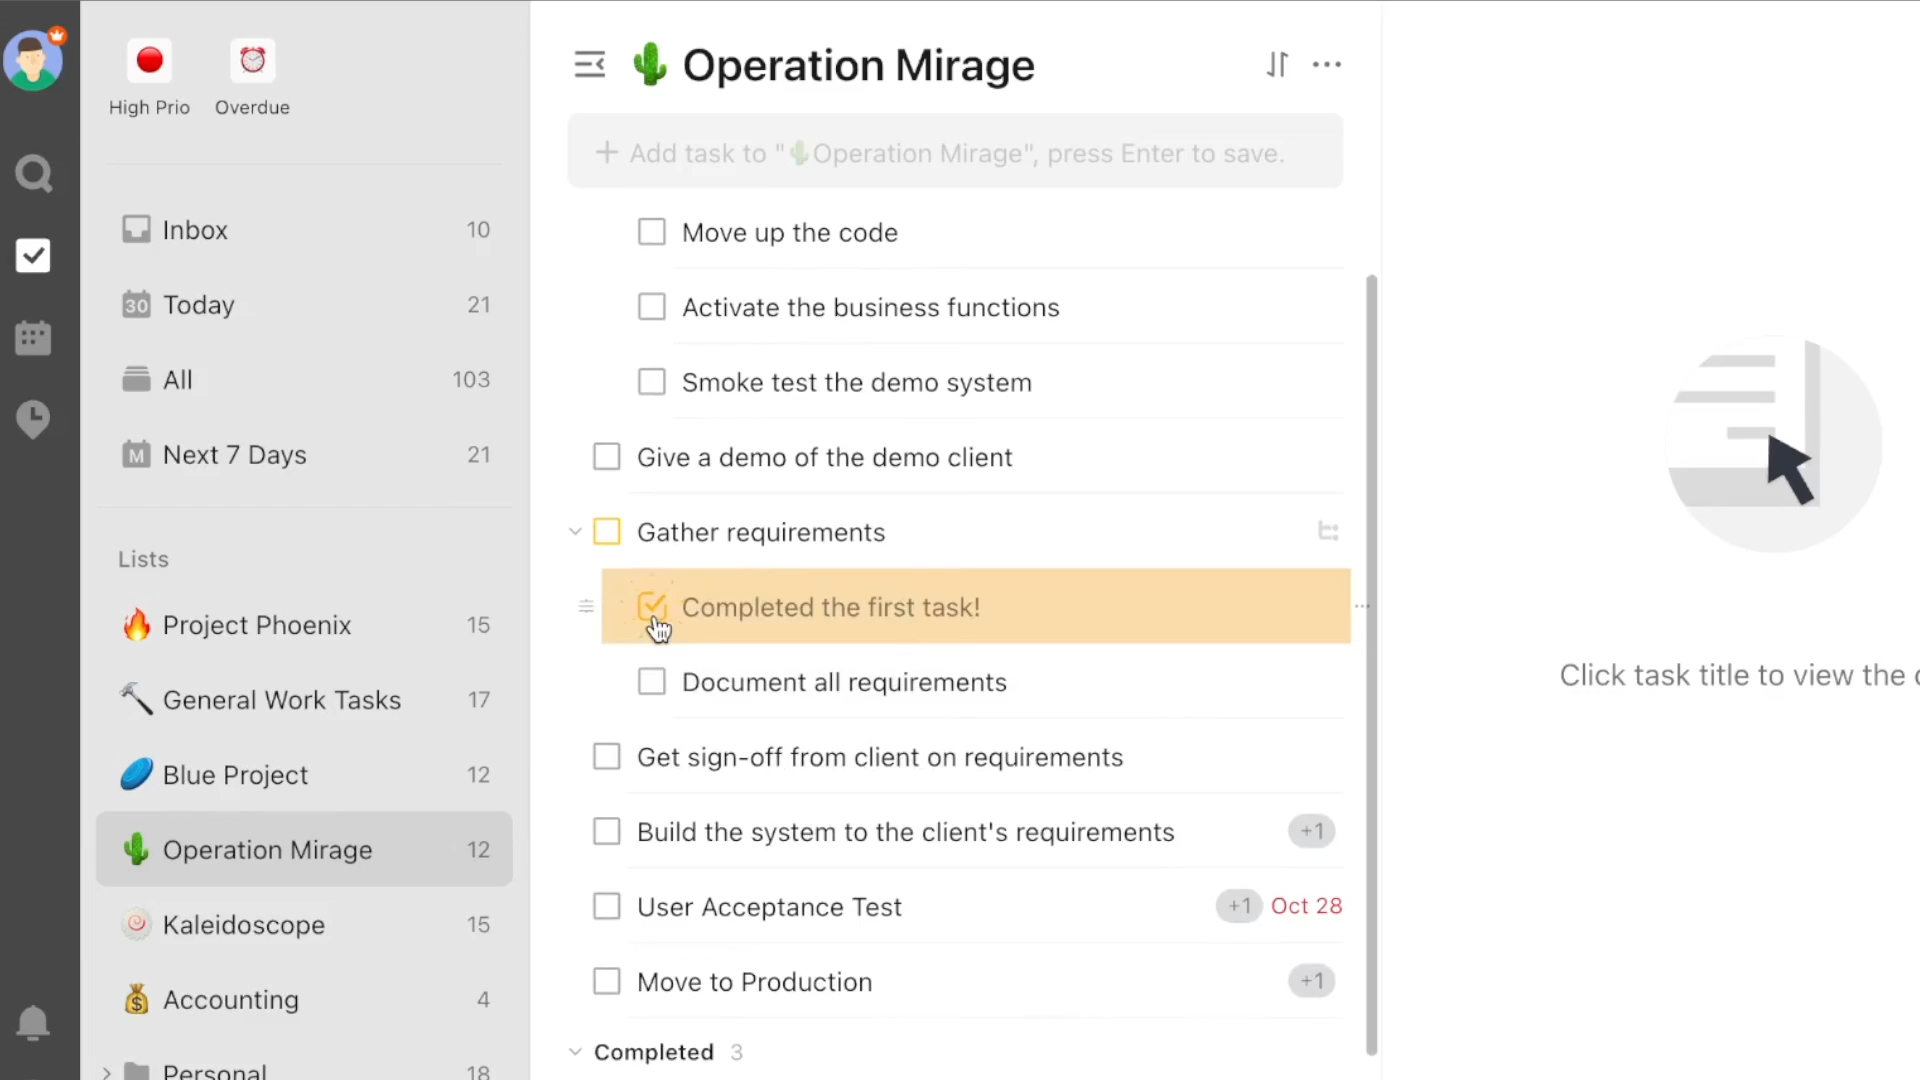 High Prio
Overdue
Inbox 10
30 Today 21
All 103
M Next 7 Days 21
Lists
Project Phoenix 15
General Work Tasks 17
Blue Project 12
Operation Mirage 12
Kaleidoscope 15
Accounting 4
Personal 18
Operation Mirage
+ Add task to "🌵Operation Mirage", press Enter to save.
Move up the code
Activate the business functions
Smoke test the demo system
Give a demo of the demo client
Gather requirements
Completed the first task!
Document all requirements
Get sign-off from client on requirements
Build the system to the client's requirements +1
User Acceptance Test +1 Oct 28
Move to Production +1
Completed 3
Click task title to view the